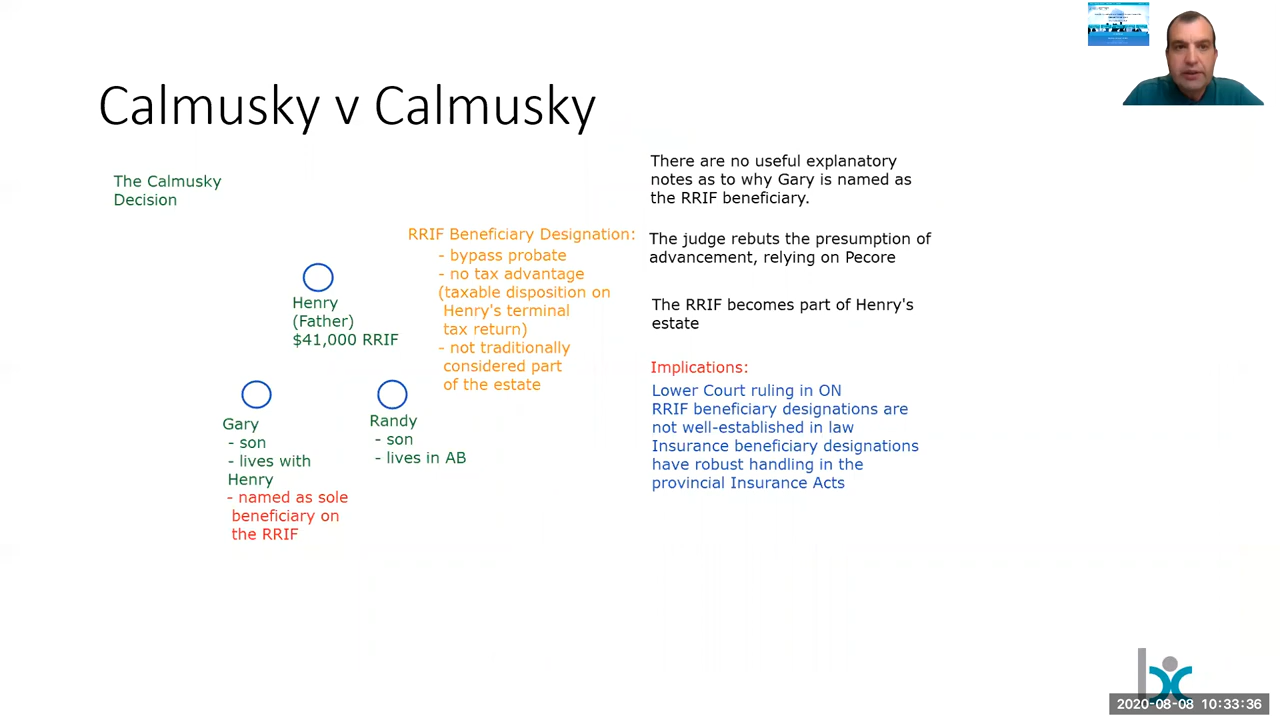 Calmusky v Calmusky
The Calmusky
Decision
Henry
(Father)
$41,000 RRIF
Gary
- son
- lives with
Henry
- named as sole
beneficiary on
the RRIF
Randy
- son
- lives in AB
RRIF Beneficiary Designation:
- bypass probate
- no tax advantage
(taxable disposition on
Henry's terminal
tax return)
- not traditionally
considered part
of the estate
There are no useful explanatory
notes as to why Gary is named as
the RRIF beneficiary.
The judge rebuts the presumption of
advancement, relying on Pecore
The RRIF becomes part of Henry's
estate
Implications:
Lower Court ruling in ON
RRIF beneficiary designations are
not well-established in law
Insurance beneficiary designations
have robust handling in the
provincial Insurance Acts
2020-08-08 10:33:36